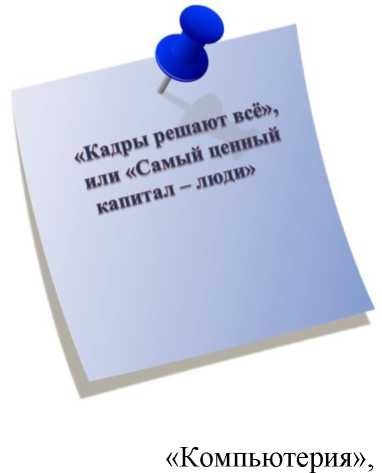 «Кадры решают всё»,
или «Самый ценный
капитал – люди»
«Компьютерия»,